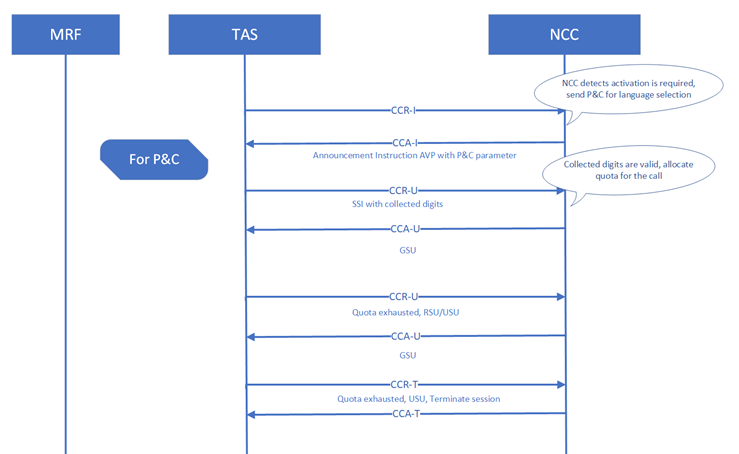 MRF
TAS
NCC
NCC detects activation is required,
send P&C for language selection
CCR-I
CCA-I
Announcement Instruction AVP with P&C parameter
For P&C
Collected digits are valid, allocate
quota for the call
CCR-U
SSI with collected digits
CCA-U
GSU
CCR-U
Quota exhausted, RSU/USU
CCA-U
GSU
CCR-T
Quota exhausted, USU, Terminate session
CCA-T